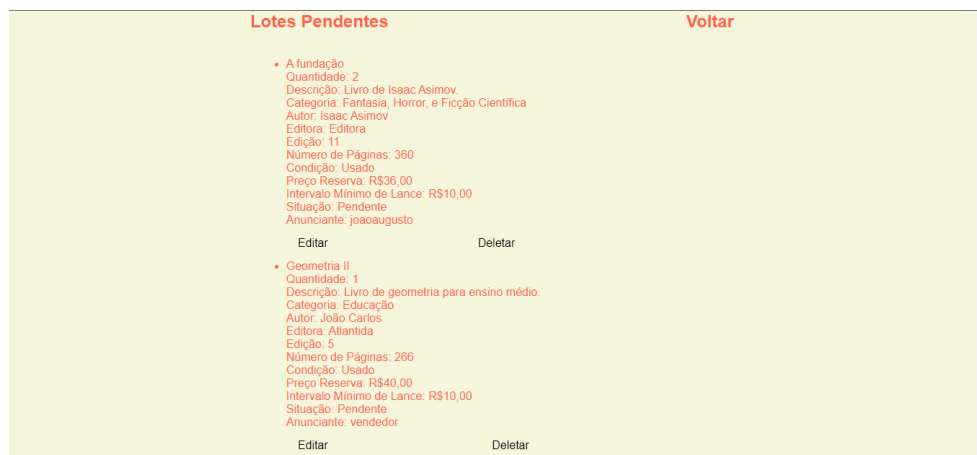 Lotes Pendentes Voltar
A fundação
Quantidade: 2
Descrição: Livro de Isaac Asimov.
Categoria: Fantasia, Horror, e Ficção Científica
Autor: Isaac Asimov
Editora: Editora
Edição: 11
Número de Páginas: 360
Condição: Usado
Preço Reserva: R$36,00
Intervalo Mínimo de Lance: R$10,00
Situação: Pendente
Anunciante: joaoaugusto
Editar Deletar
Geometria II
Quantidade: 1
Descrição: Livro de geometria para ensino médio.
Categoria: Educação
Autor: João Carlos
Editora: Atlantida
Edição: 5
Número de Páginas: 266
Condição: Usado
Preço Reserva: R$40,00
Intervalo Mínimo de Lance: R$10,00
Situação: Pendente
Anunciante: vendedor
Editar Deletar